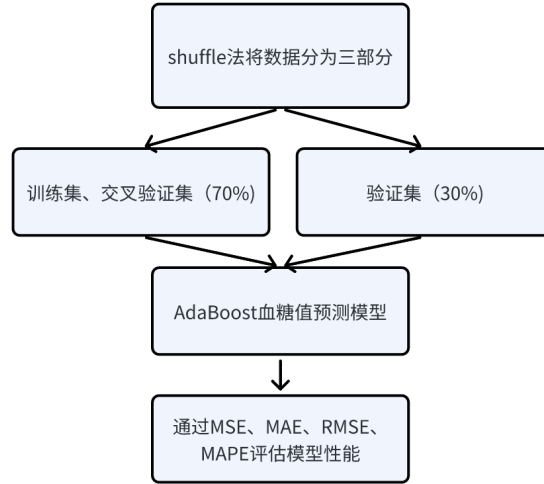 shuffle法将数据分为三部分
训练集、交叉验证集（70%)
验证集（30%)
AdaBoost血糖值预测模型
通过MSE、MAE、RMSE、
MAPE评估模型性能